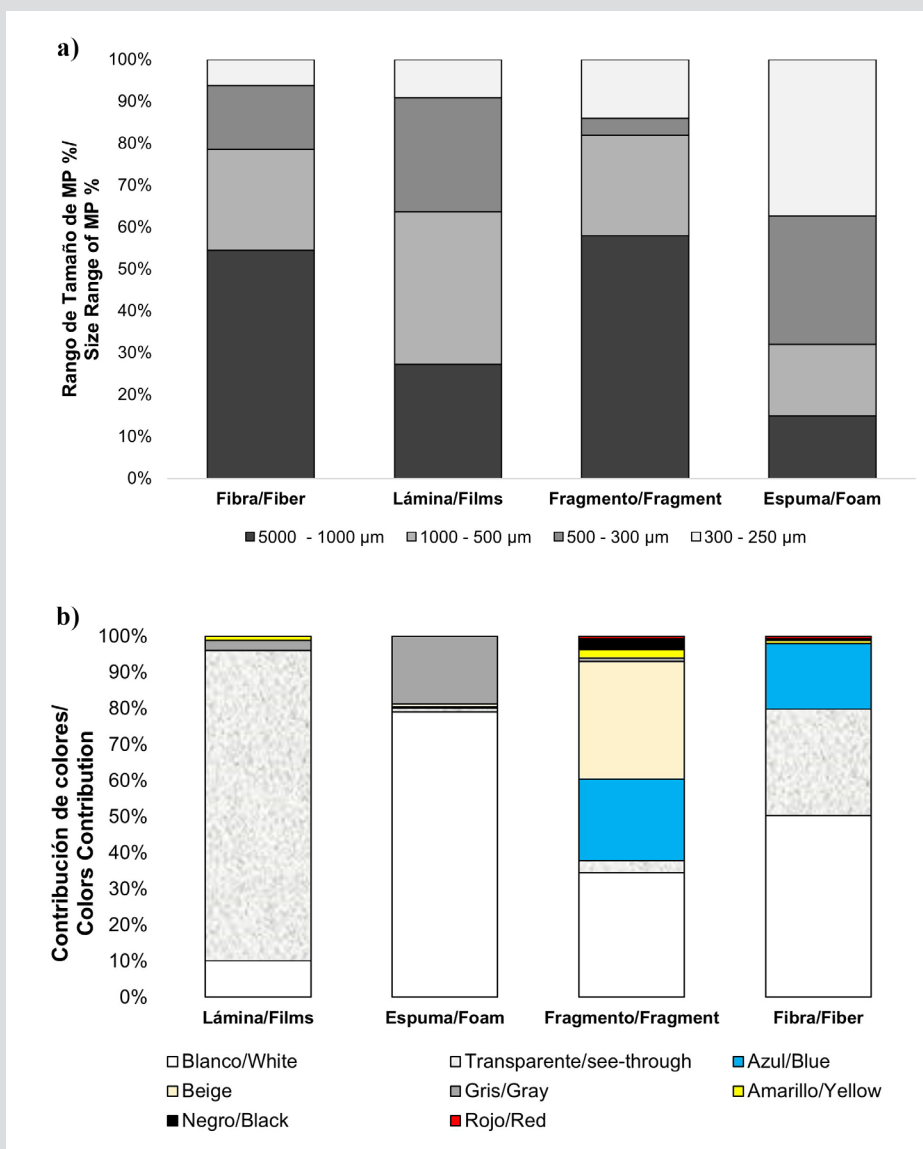 a)
Rango de Tamaño de MP %/
Size Range of MP %
100%
90%
80%
70%
60%
50%
40%
30%
20%
10%
0%
Fibra/Fiber Lámina/Films Fragmento/Fragment Espuma/Foam
5000 - 1000 µm 1000 - 500 µm 500 - 300 µm 300 - 250 µm
b)
Contribución de colores/
Colors Contribution
100%
90%
80%
70%
60%
50%
40%
30%
20%
10%
0%
Lámina/Films Espuma/Foam Fragmento/Fragment Fibra/Fiber
Blanco/White Transparente/see-through Azul/Blue
Beige Gris/Gray Amarillo/Yellow
Negro/Black Rojo/Red